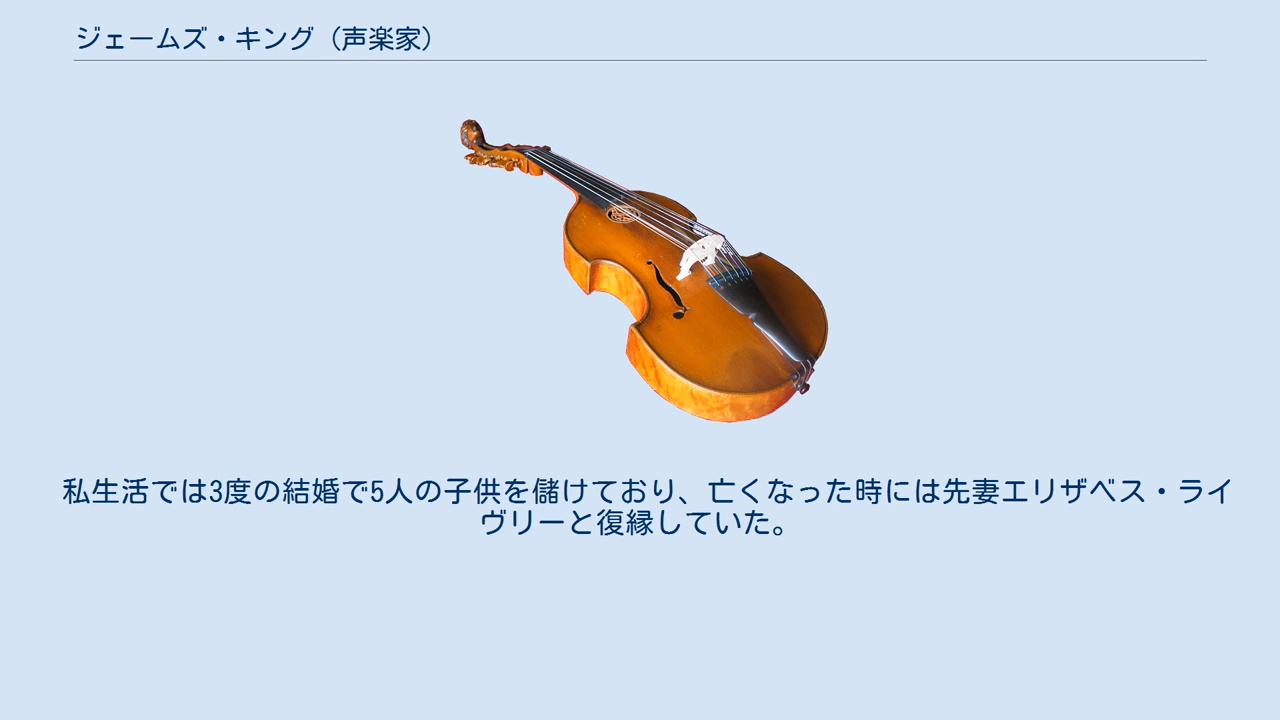 ジェームズ・キング（声楽家）
私生活では3度の結婚で5人の子供を儲けており、亡くなった時には先妻エリザベス・ライ
ヴリーと復縁していた。